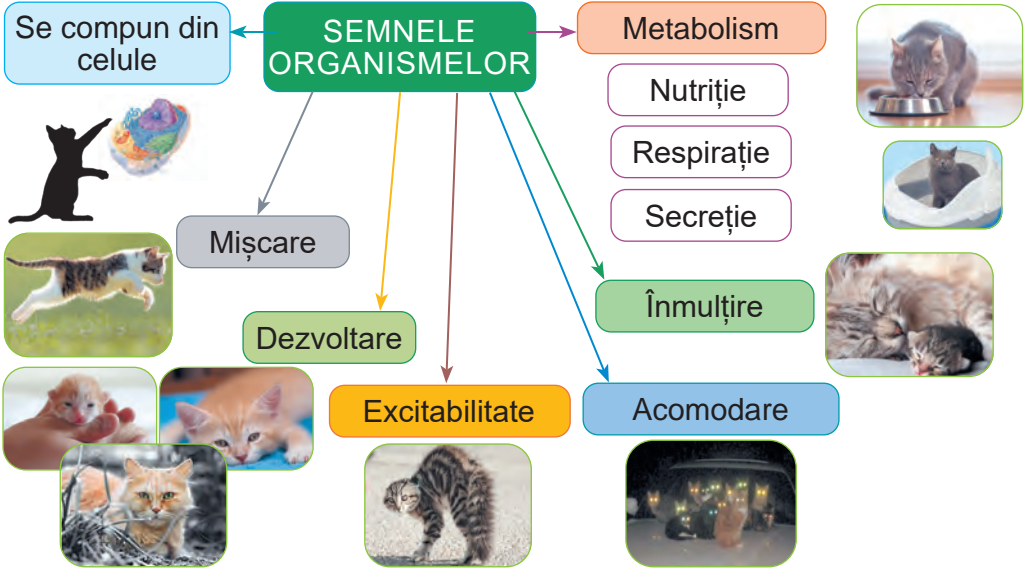 Se compun din
celule
SEMNELE
ORGANISMELOR
Metabolism
Nutriție
Respirație
Secreție
Mișcare
Înmulțire
Dezvoltare
Excitabilitate
Acomodare